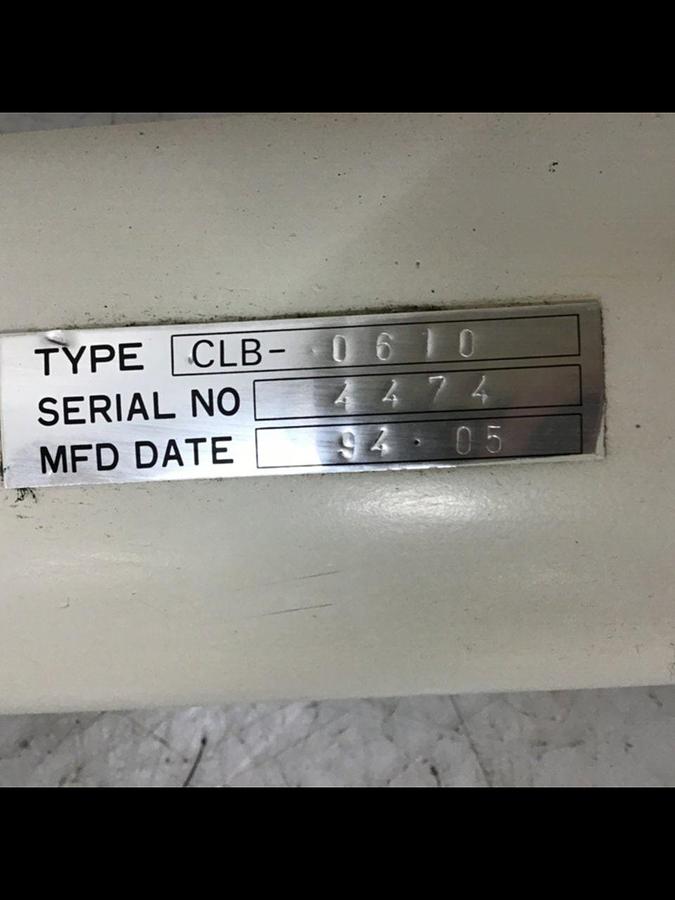 TYPE CLB- 0610
SERIAL NO 4474
MFD DATE 94·05